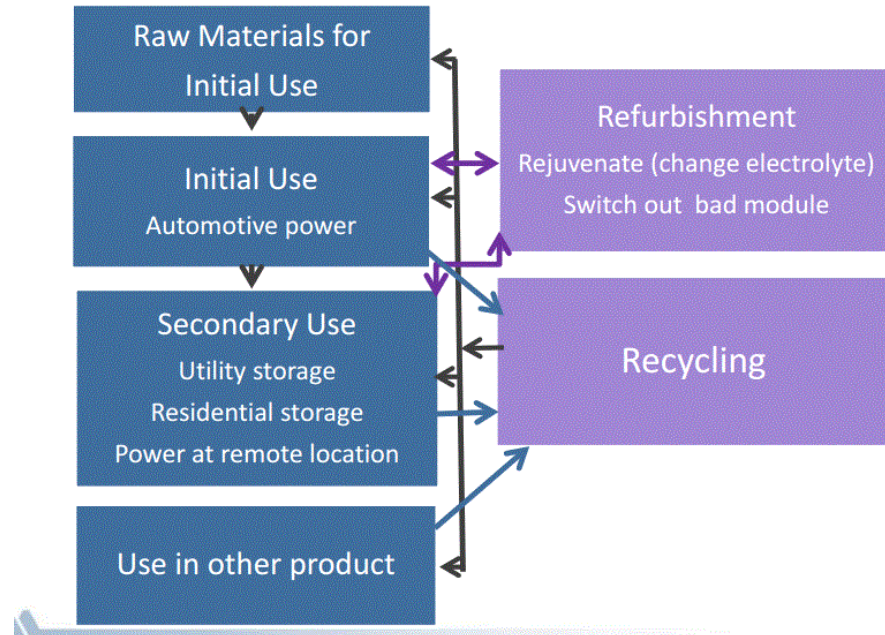 Raw Materials for
Initial Use
Initial Use
Automotive power
Secondary Use
Utility storage
Residential storage
Power at remote location
Use in other product
Refurbishment
Rejuvenate (change electrolyte)
Switch out bad module
Recycling